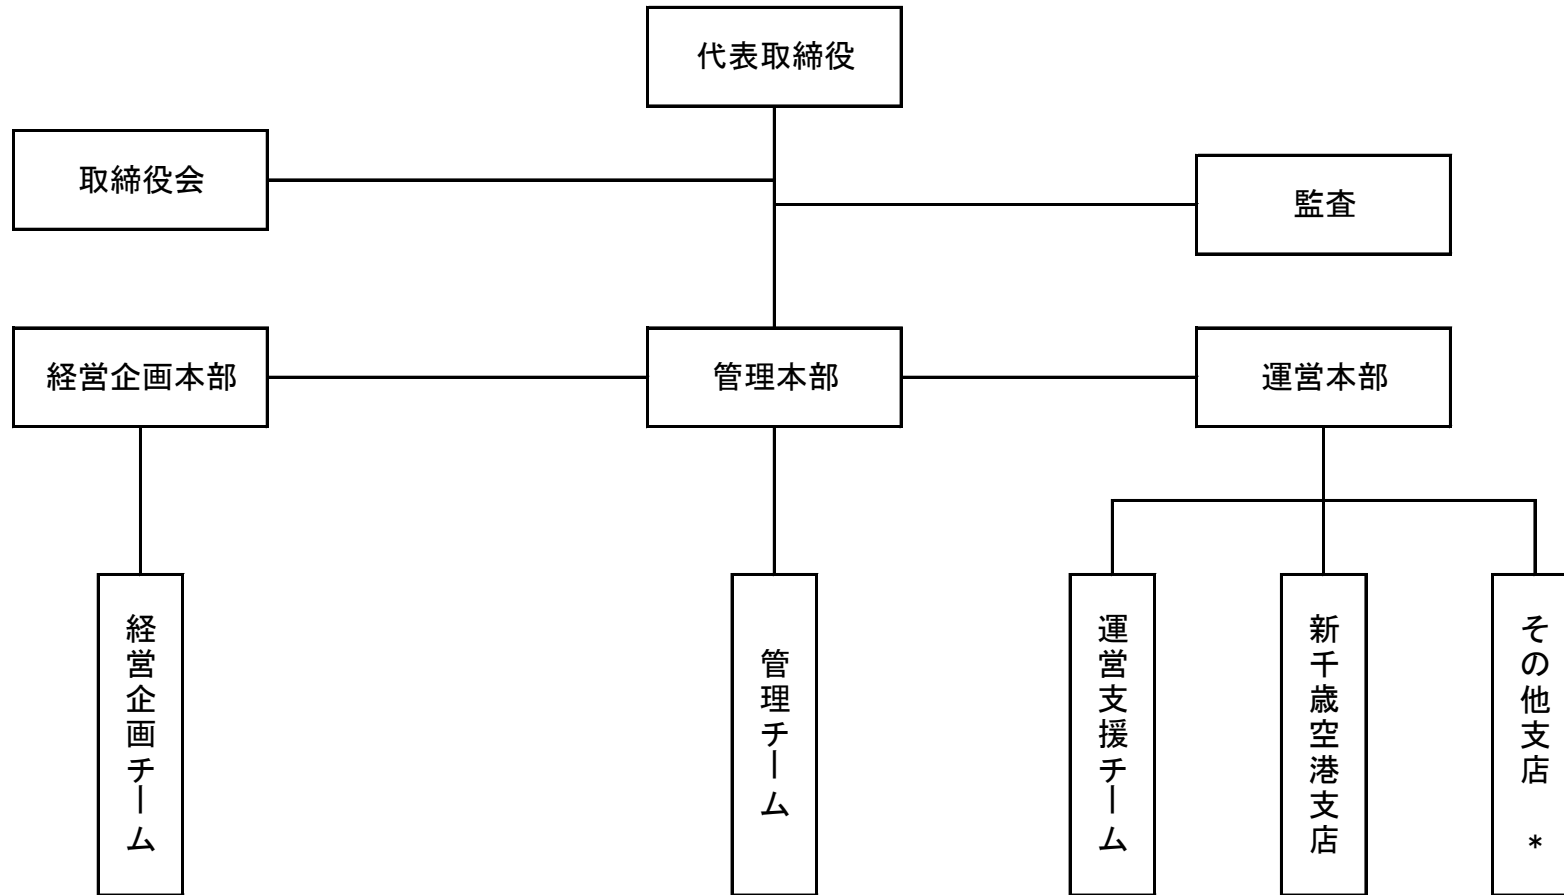 代表取締役
取締役会
監査
経営企画本部
管理本部
運営本部
経営企画チーム
管理チーム
運営支援チーム
新千歳空港支店
その他支店 *